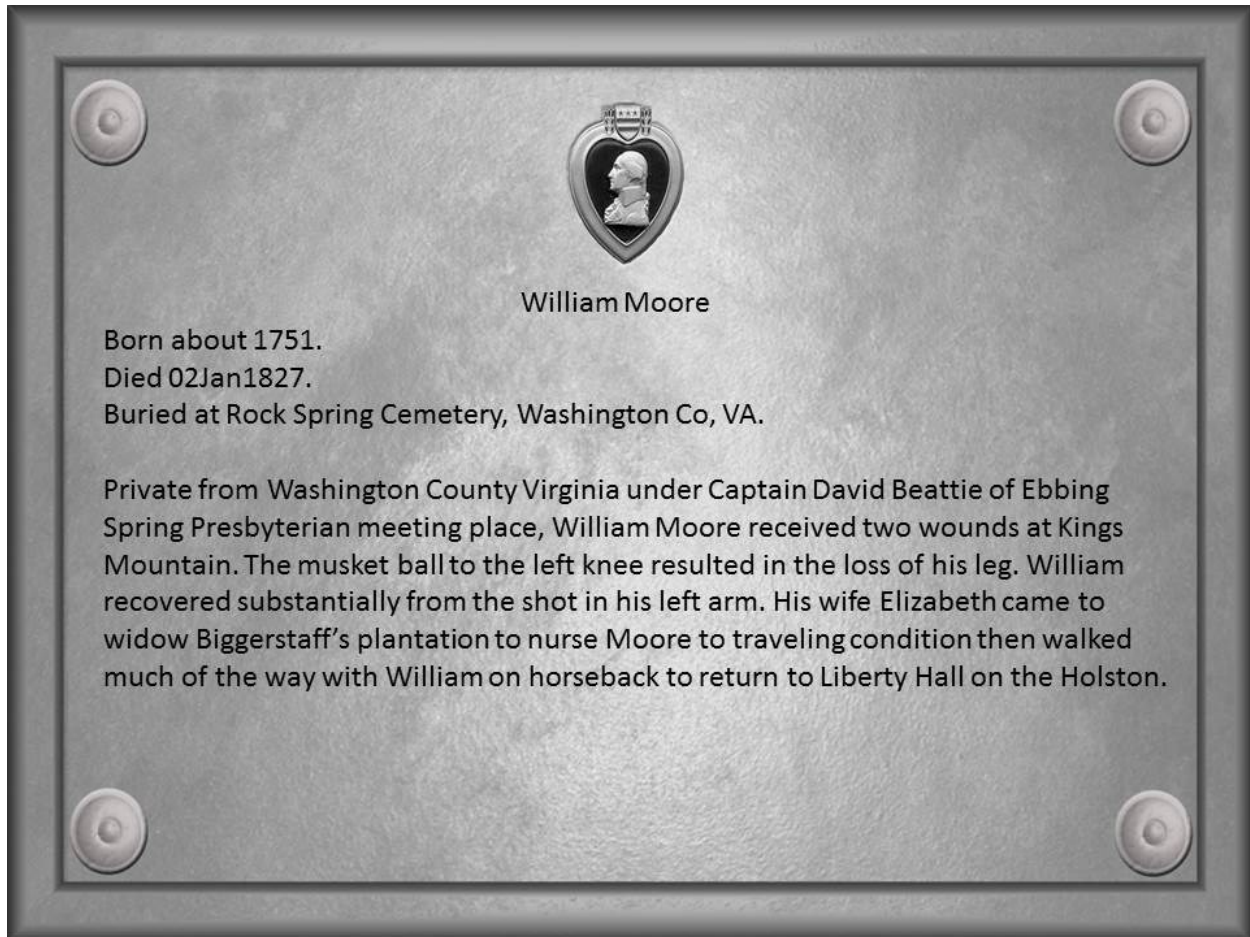 William Moore
Born about 1751.
Died 02Jan1827.
Buried at Rock Spring Cemetery, Washington Co, VA.
Private from Washington County Virginia under Captain David Beattie of Ebbing
Spring Presbyterian meeting place, William Moore received two wounds at Kings
Mountain. The musket ball to the left knee resulted in the loss of his leg. William
recovered substantially from the shot in his left arm. His wife Elizabeth came to
widow Biggerstaff’s plantation to nurse Moore to traveling condition then walked
much of the way with William on horseback to return to Liberty Hall on the Holston.